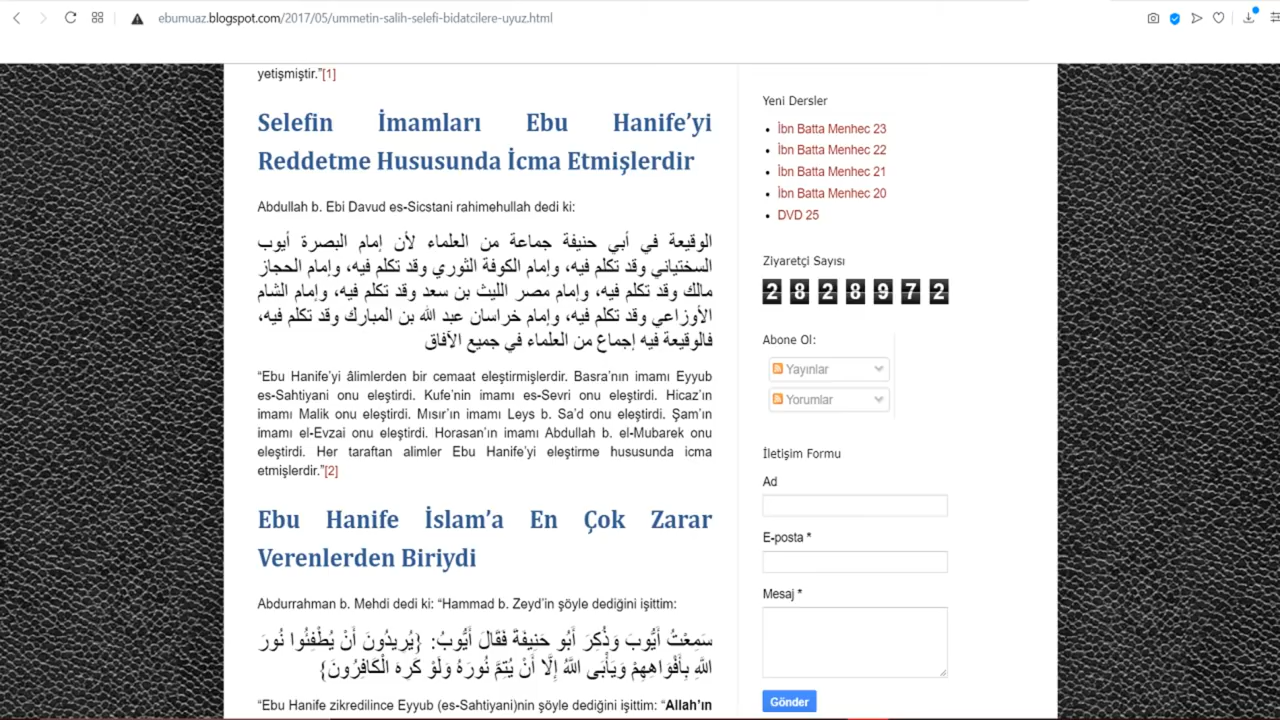 ebumuaz.blogspot.com/2017/05/ummetin-salih-selefi-bidatcilere-uyuz.html
yetişmiştir.”[1]
Selefin İmamları Ebu Hanife’yi
Reddetme Hususunda İcma Etmişlerdir
Abdullah b. Ebi Davud es-Sicstani rahimehullah dedi ki:
الوقيعة في أبي حنيفة جماعة من العلماء لأن إمام البصرة أيوب
السختياني وقد تكلم فيه، وإمام الكوفة الثوري وقد تكلم فيه، وإمام الحجاز
مالك وقد تكلم فيه، وإمام مصر الليث بن سعد وقد تكلم فيه، وإمام الشام
الأوزاعي وقد تكلم فيه، وإمام خراسان عبد الله بن المبارك وقد تكلم فيه،
فالوقيعة فيه إجماع من العلماء في جميع الآفاق
“Ebu Hanife’yi âlimlerden bir cemaat eleştirmişlerdir. Basra’nın imamı Eyyub
es-Sahtiyani onu eleştirdi. Kufe’nin imamı es-Sevri onu eleştirdi. Hicaz’ın
imamı Malik onu eleştirdi. Mısır’ın imamı Leys b. Sa’d onu eleştirdi. Şam’ın
imamı el-Evzai onu eleştirdi. Horasan’ın imamı Abdullah b. el-Mubarek onu
eleştirdi. Her taraftan alimler Ebu Hanife’yi eleştirme hususunda icma
etmişlerdir.”[2]
Ebu Hanife İslam’a En Çok Zarar
Verenlerden Biriydi
Abdurrahman b. Mehdi dedi ki: “Hammad b. Zeyd’in şöyle dediğini işittim:
سَمِعْتُ أَيُّوبَ وَذُكِرَ أَبُو حَنِيفَةَ فَقَالَ أَيُّوبُ: {يُرِيدُونَ أَنْ يُطْفِئُوا نُورَ
اللَّهِ بِأَفْوَاهِهِمْ وَيَأْبَى اللَّهُ إِلَّا أَنْ يُتِمَّ نُورَهُ وَلَوْ كَرِهَ الْكَافِرُونَ}
“Ebu Hanife zikredilince Eyyub (es-Sahtiyani)nin şöyle dediğini işittim: “Allah’ın
Yeni Dersler
İbn Batta Menhec 23
İbn Batta Menhec 22
İbn Batta Menhec 21
İbn Batta Menhec 20
DVD 25
Ziyaretçi Sayısı
2828972
Abone Ol:
Yayınlar
Yorumlar
İletişim Formu
Ad
E-posta *
Mesaj *
Gönder